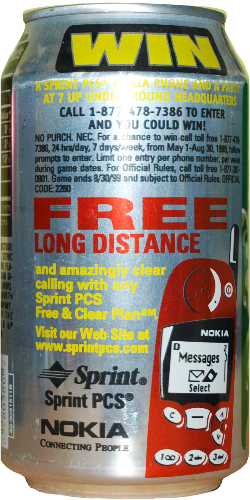 WIN
A SPRINT PCS NOKIA PHONE AND A PARTY
AT 7 UP UNDERGROUND HEADQUARTERS
CALL 1-877-478-7386 TO ENTER
AND YOU COULD WIN!
NO PURCH. NEC. For a chance to win call toll free
7386, 24 hrs/day, 7 days/week, from May 1-Aug 30, 1999, follow
prompts to enter. Limit one entry per phone number, per week
during game dates. For Official Rules, call toll free 1-877-
0801. Game ends 8/30/99 and subject to Official Rules. OFFICIAL
CODE: 2260
FREE
LONG DISTANCE
and amazingly clear
calling with any
Sprint PCS
Free & Clear Plan℠.
Visit our Web Site at
www.sprintpcs.com
NOKIA
Messages
Select
C
1
2abc
3def
Sprint®
Sprint PCS®
NOKIA
CONNECTING PEOPLE